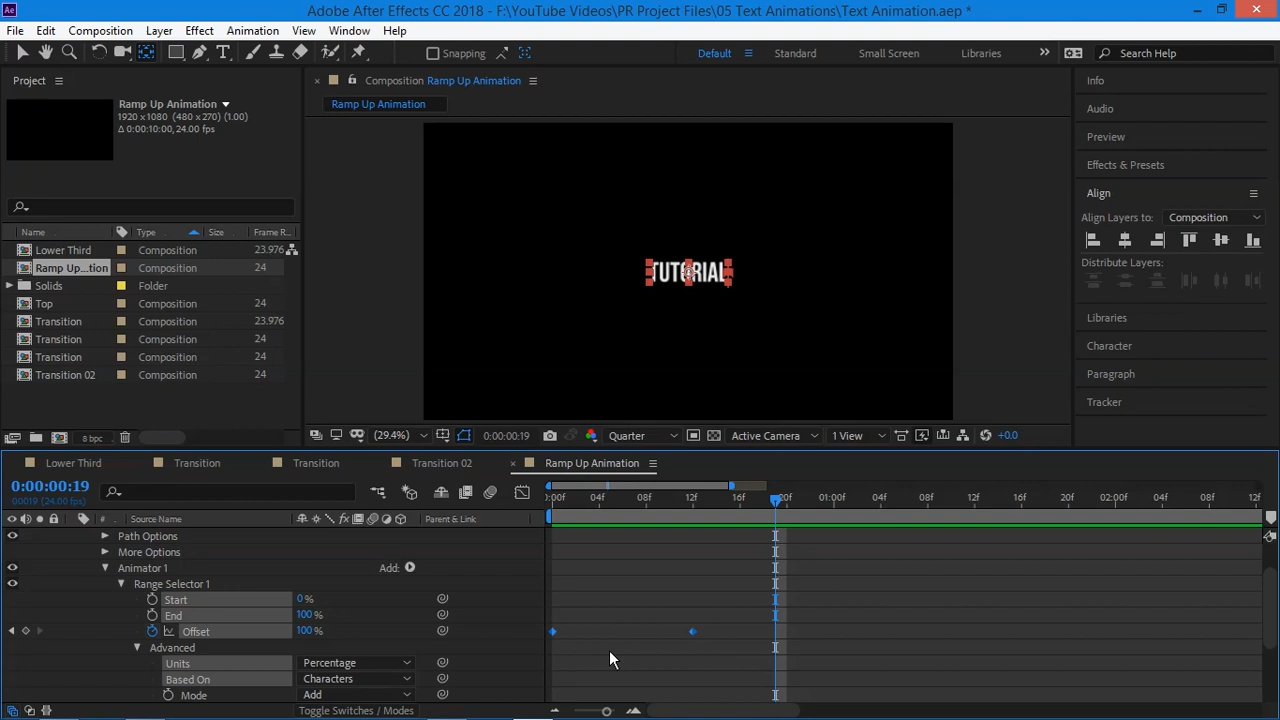 Ae Adobe After Effects CC 2018 - F:\YouTube Videos\PR Project Files\05 Text Animations\Text Animation.aep *
File Edit Composition Layer Effect Animation View Window Help
Snapping Default Standard Small Screen Libraries Search Help
Project
Ramp Up Animation
1920 x 1080 (480 x 270) (1.00)
Δ 0:00:10:00, 24.00 fps
Name Type Size Frame R...
Lower Third Composition 23.976
Ramp Up...tion Composition 24
Solids Folder
Top Composition 24
Transition Composition 23.976
Transition Composition 24
Transition Composition 24
Transition 02 Composition 24
8 bpc
Composition Ramp Up Animation
Ramp Up Animation
TUTORIAL
(29.4%) 0:00:00:19 Quarter Active Camera 1 View +0.0
Info
Audio
Preview
Effects & Presets
Align
Align Layers to: Composition
Distribute Layers:
Libraries
Character
Paragraph
Tracker
Lower Third Transition Transition Transition 02 Ramp Up Animation
0:00:00:19
00019 (24.00 fps)
:00F 04F 08F 12F 16F 20F 01:00F 04F 08F 12F 16F 20F 02:00F 04F 08F 12F
# Source Name Parent & Link
Path Options
More Options
Animator 1 Add:
Range Selector 1
Start 0 %
End 100 %
Offset 100 %
Advanced
Units Percentage
Based On Characters
Mode Add
Toggle Switches / Modes